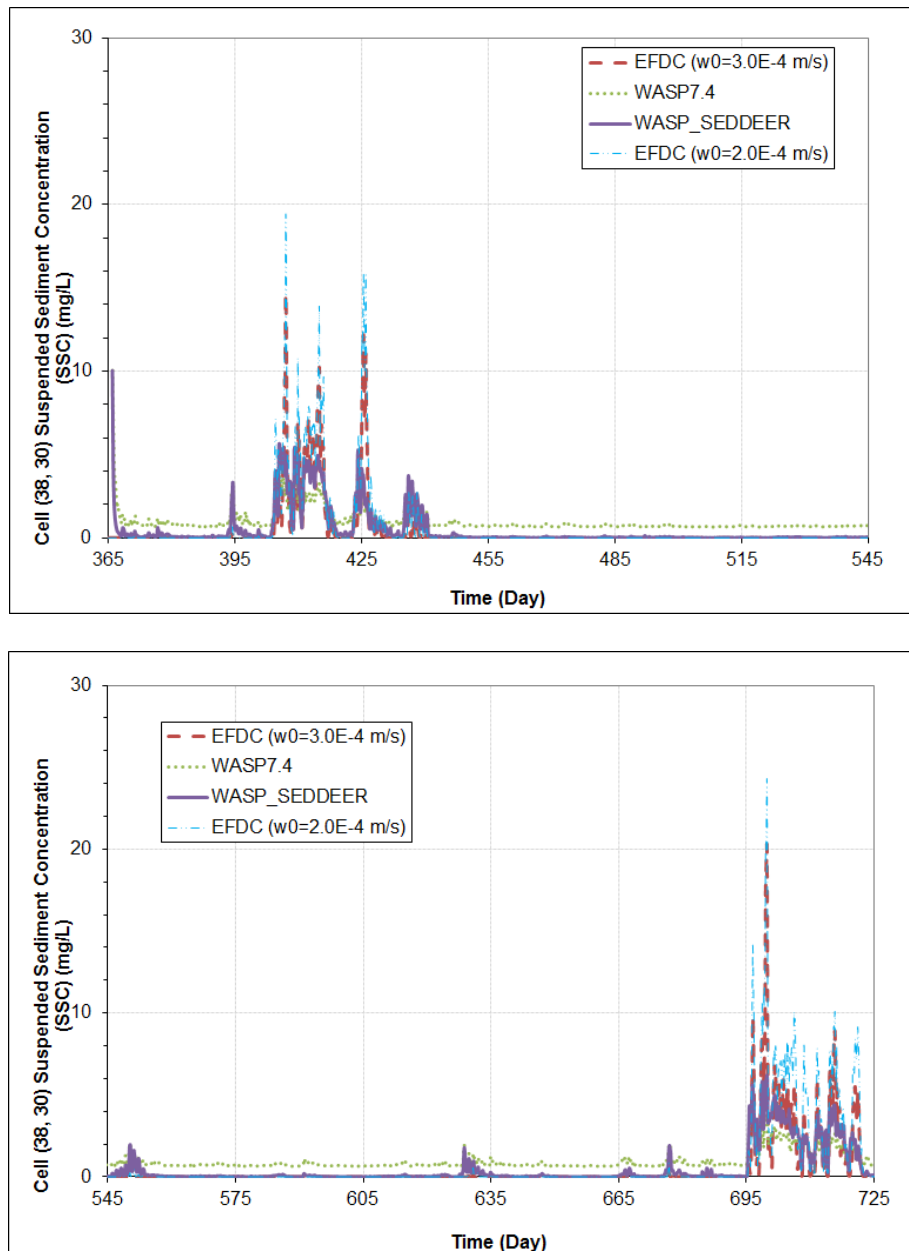 30
20
10
0
Cell (38, 30) Suspended Sediment Concentration
(SSC) (mg/L)
EFDC (w0=3.0E-4 m/s)
WASP7.4
WASP_SEDDEER
EFDC (w0=2.0E-4 m/s)
365 395 425 455 485 515 545
Time (Day)
30
20
10
0
Cell (38, 30) Suspended Sediment Concentration
(SSC) (mg/L)
EFDC (w0=3.0E-4 m/s)
WASP7.4
WASP_SEDDEER
EFDC (w0=2.0E-4 m/s)
545 575 605 635 665 695 725
Time (Day)